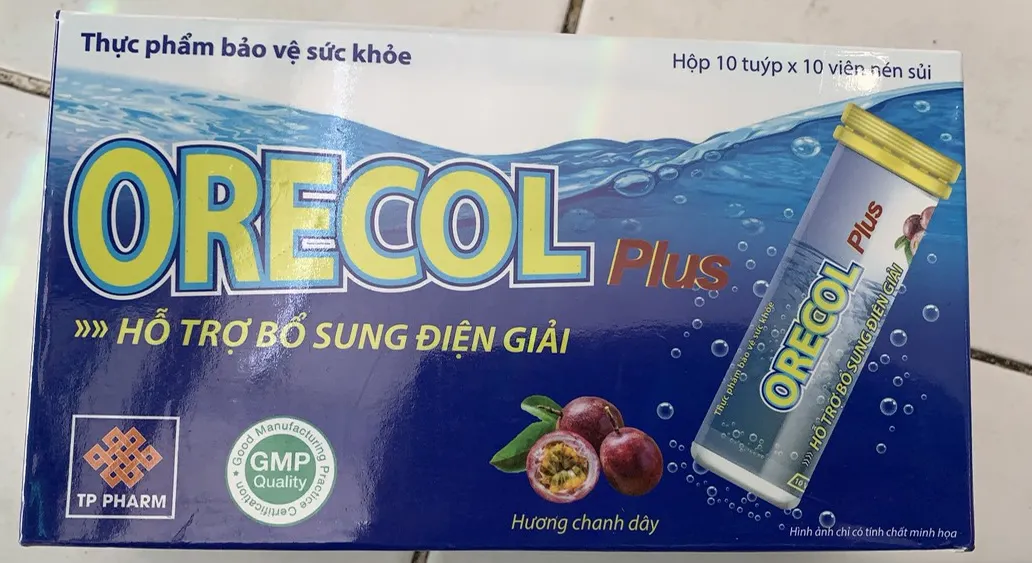 Thực phẩm bảo vệ sức khỏe
Hộp 10 tuýp x 10 viên nén sủi
ORECOL
Plus
»» HỖ TRỢ BỔ SUNG ĐIỆN GIẢI
Thực phẩm bảo vệ sức khỏe
ORECOL
Plus
»» HỖ TRỢ BỔ SUNG ĐIỆN GIẢI
10
TP PHARM
Good Manufacturing Practice Certification
GMP
Quality
Hương chanh dây
Hình ảnh chỉ có tính chất minh họa